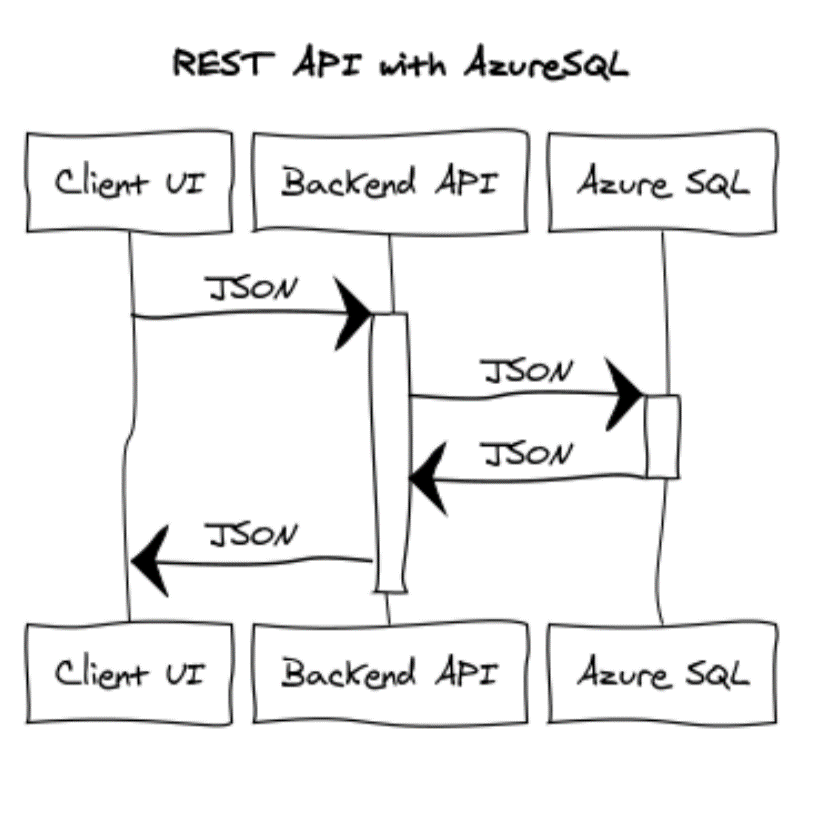 REST API with AzureSQL
Client UI
Backend API
Azure SQL
JSON
JSON
JSON
JSON
Client UI
Backend API
Azure SQL